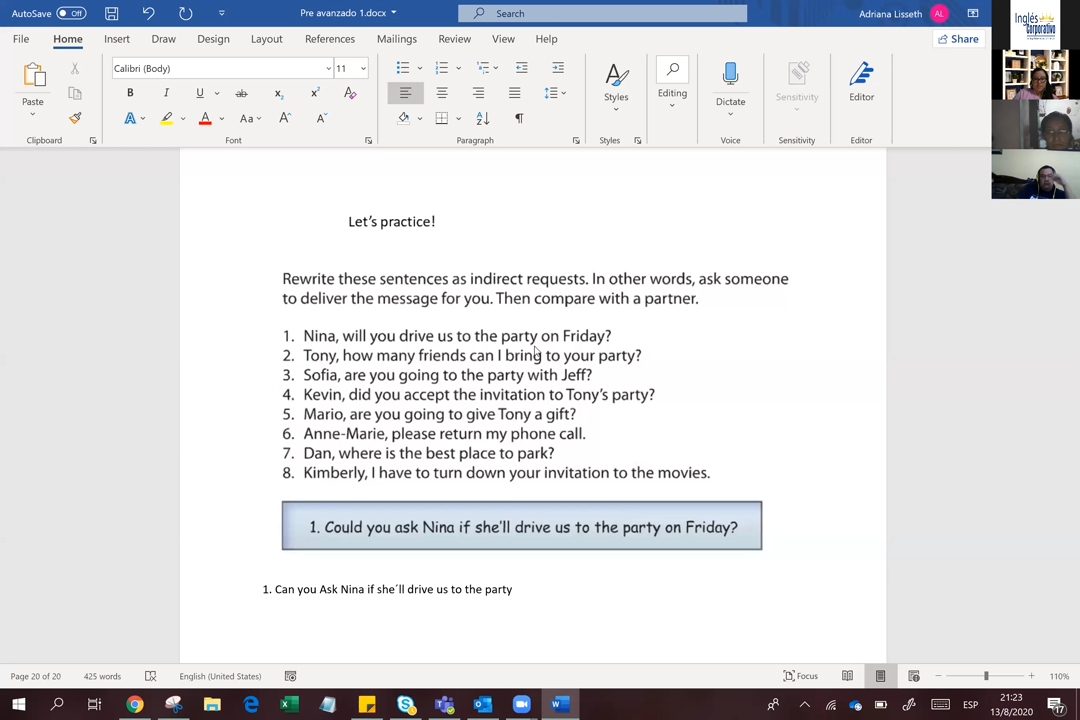 AutoSave Off Pre avanzado 1.docx Search Adriana Lisseth AL
File Home Insert Draw Design Layout References Mailings Review View Help Share
Inglés
Corporativo
Calibri (Body) 11
Paste Styles Editing Dictate Sensitivity Editor
Clipboard Font Paragraph Styles Voice Sensitivity Editor
Let's practice!
Rewrite these sentences as indirect requests. In other words, ask someone
to deliver the message for you. Then compare with a partner.
1. Nina, will you drive us to the party on Friday?
2. Tony, how many friends can I bring to your party?
3. Sofia, are you going to the party with Jeff?
4. Kevin, did you accept the invitation to Tony's party?
5. Mario, are you going to give Tony a gift?
6. Anne-Marie, please return my phone call.
7. Dan, where is the best place to park?
8. Kimberly, I have to turn down your invitation to the movies.
1. Could you ask Nina if she'll drive us to the party on Friday?
1. Can you Ask Nina if she´ll drive us to the party
Page 20 of 20 425 words English (United States) Focus 110%
ESP 21:23
13/8/2020 17